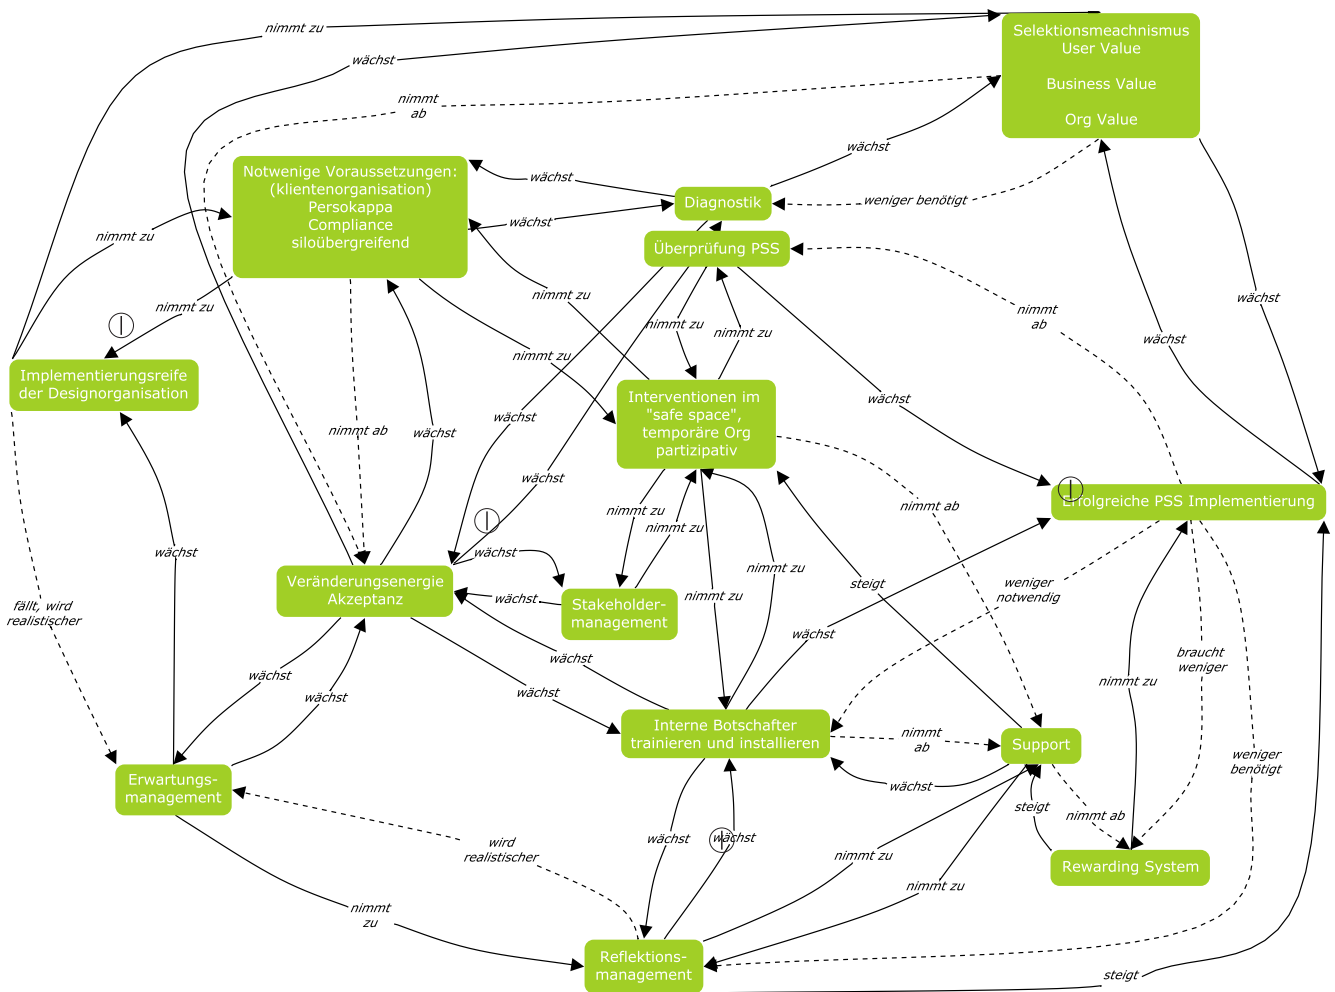 nimmt zu
Selektionsmeachnismus
User Value
Business Value
Org Value
wächst
nimmt
ab
wächst
Notwenige Voraussetzungen:
(klientenorganisation)
Persokappa
Compliance
siloübergreifend
wächst
Diagnostik
weniger benötigt
wächst
nimmt zu
Überprüfung PSS
nimmt zu
wächst
nimmt zu
nimmt
ab
nimmt zu
nimmt zu
wächst
nimmt zu
Implementierungsreife
der Designorganisation
Interventionen im
"safe space",
temporäre Org
partizipativ
wächst
wächst
nimmt ab
wächst
wächst
Erfolgreiche PSS Implementierung
nimmt zu
nimmt zu
nimmt ab
wächst
wächst
nimmt zu
steigt
weniger
notwendig
Veränderungsenergie
Akzeptanz
wächst
nimmt zu
Stakeholder-
management
fällt, wird
realistischer
wächst
wächst
wächst
wächst
wächst
braucht
weniger
nimmt zu
Interne Botschafter
trainieren und installieren
nimmt
ab
Support
weniger
benötigt
Erwartungs-
management
wächst
steigt
nimmt ab
wird
realistischer
wächst
wächst
nimmt zu
Rewarding System
nimmt zu
nimmt
zu
Reflektions-
management
steigt